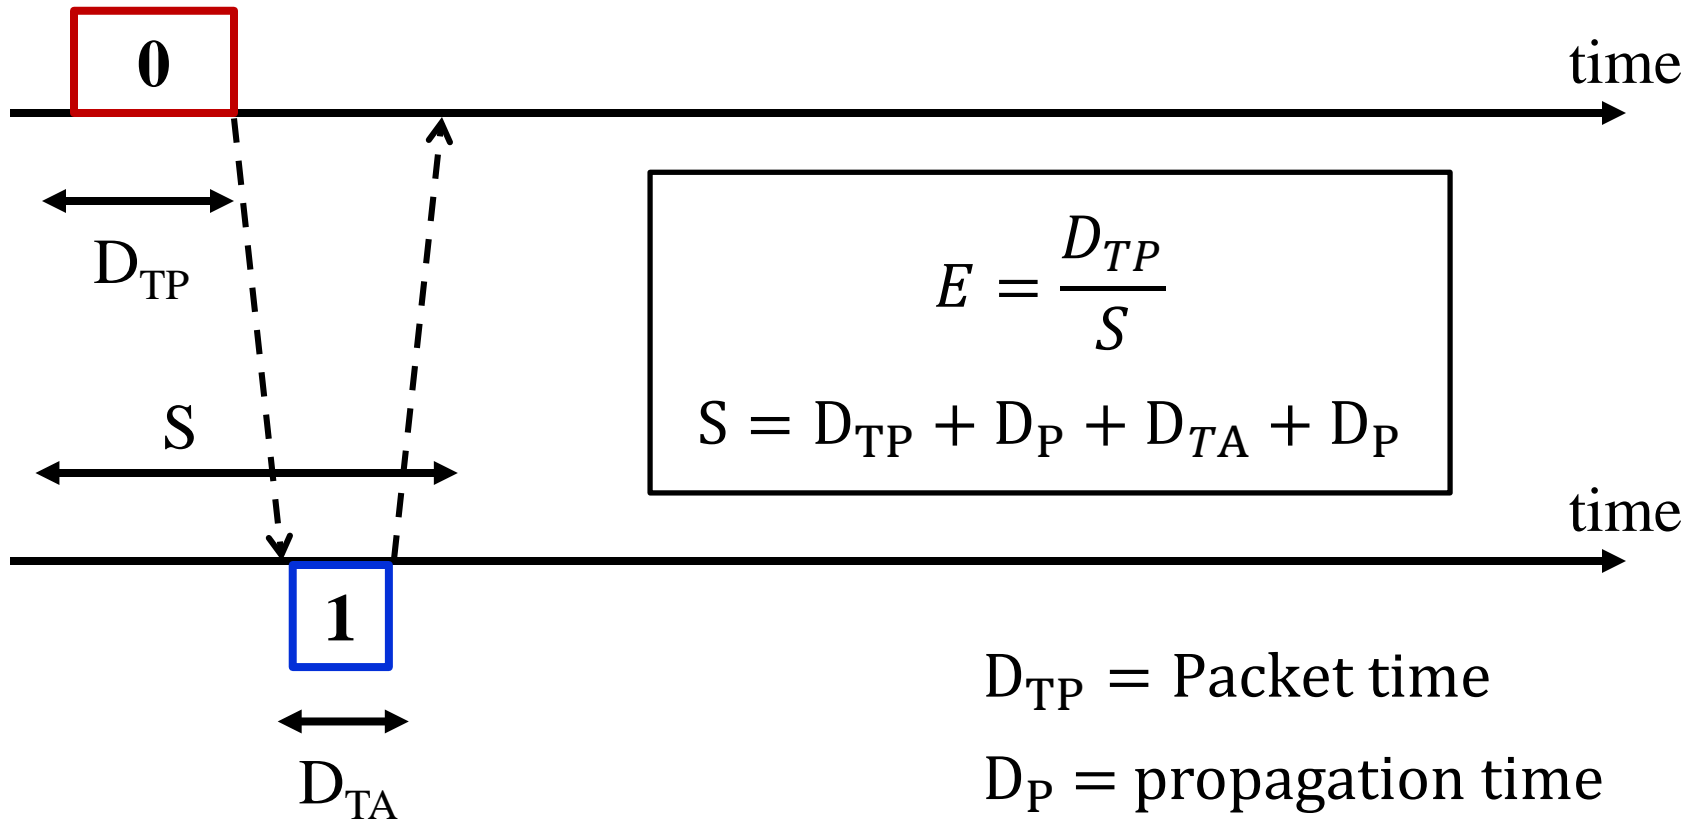 0
time
D_TP
E = D_TP / S
S = D_TP + D_P + D_TA + D_P
S
time
1
D_TP = Packet time
D_TA
D_P = propagation time